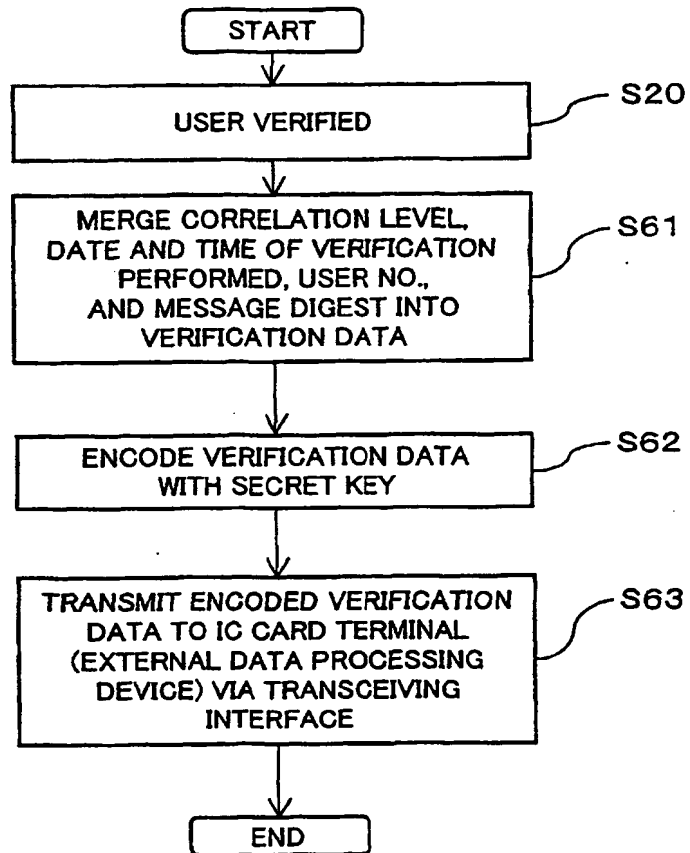 START
USER VERIFIED
S20
MERGE CORRELATION LEVEL,
DATE AND TIME OF VERIFICATION
PERFORMED, USER NO.,
AND MESSAGE DIGEST INTO
VERIFICATION DATA
S61
ENCODE VERIFICATION DATA
WITH SECRET KEY
S62
TRANSMIT ENCODED VERIFICATION
DATA TO IC CARD TERMINAL
(EXTERNAL DATA PROCESSING
DEVICE) VIA TRANSCEIVING
INTERFACE
S63
END